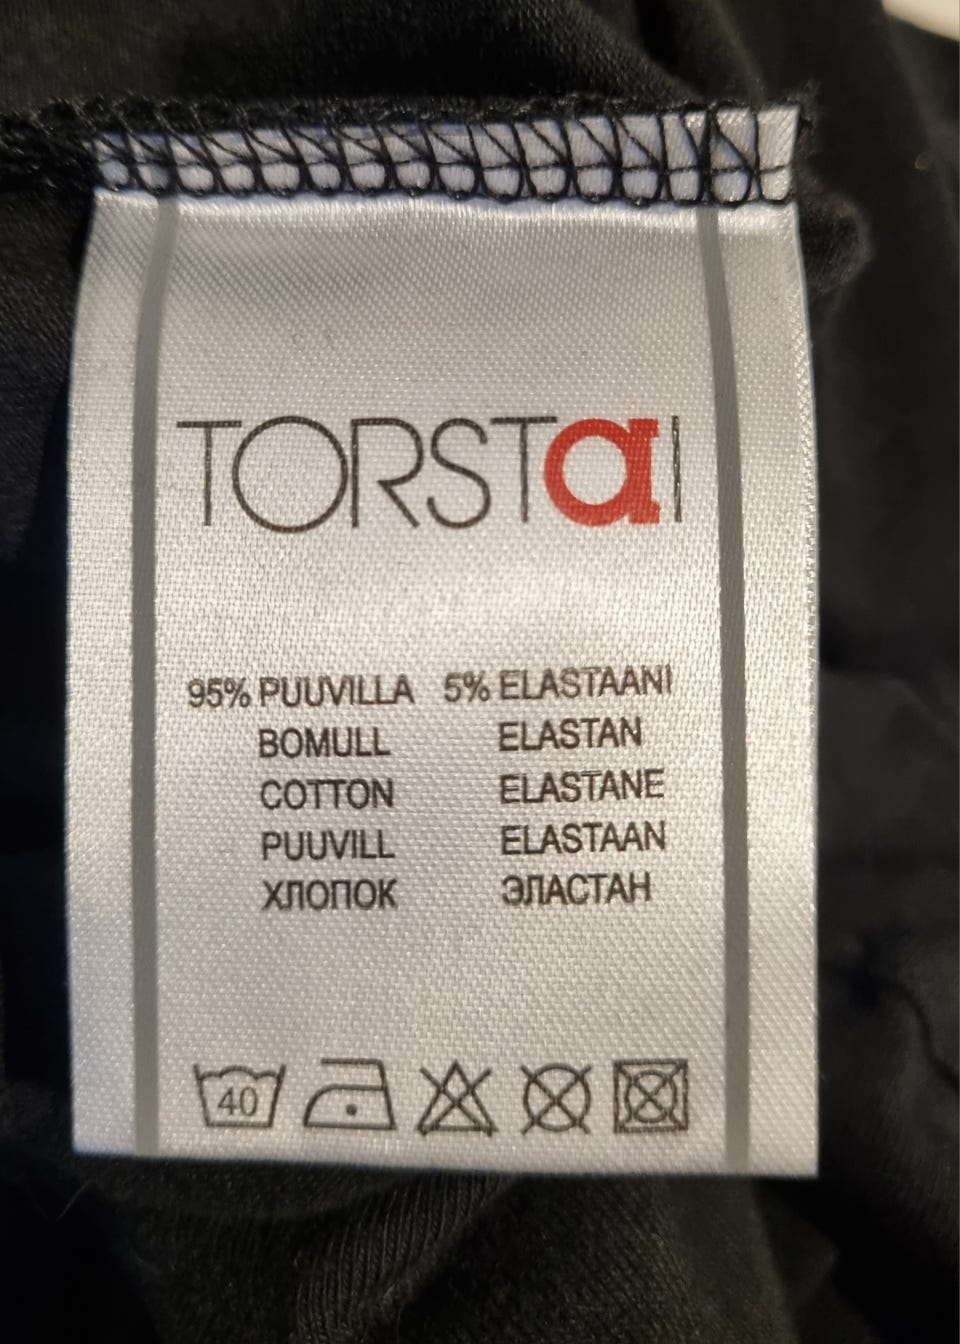 TORSTaI
95% PUUVILLA 5% ELASTAANI
BOMULL ELASTAN
COTTON ELASTANE
PUUVILL ELASTAAN
ХЛОПОК ЭЛАСТАН
40